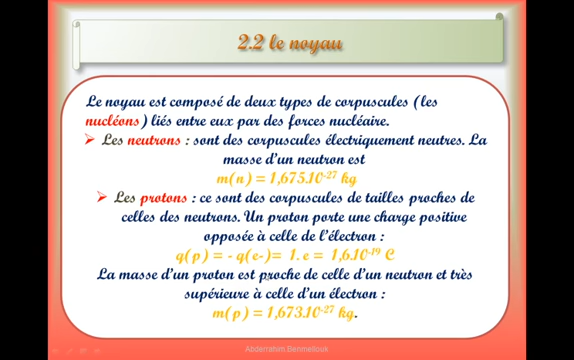 2.2 le noyau
Le noyau est composé de deux types de corpuscules (les
nucléons) liés entre eux par des forces nucléaire.
➢ Les neutrons : sont des corpuscules électriquement neutres. La
masse d'un neutron est
m(n) = 1,675.10⁻²⁷ kg
➢ Les protons : ce sont des corpuscules de tailles proches de
celles des neutrons. Un proton porte une charge positive
opposée à celle de l'électron :
q(p) = - q(e-)= 1. e = 1,6.10⁻¹⁹ C
La masse d'un proton est proche de celle d'un neutron et très
supérieure à celle d'un électron :
m(p) = 1,673.10⁻²⁷ kg.
Abderrahim Benmellouk